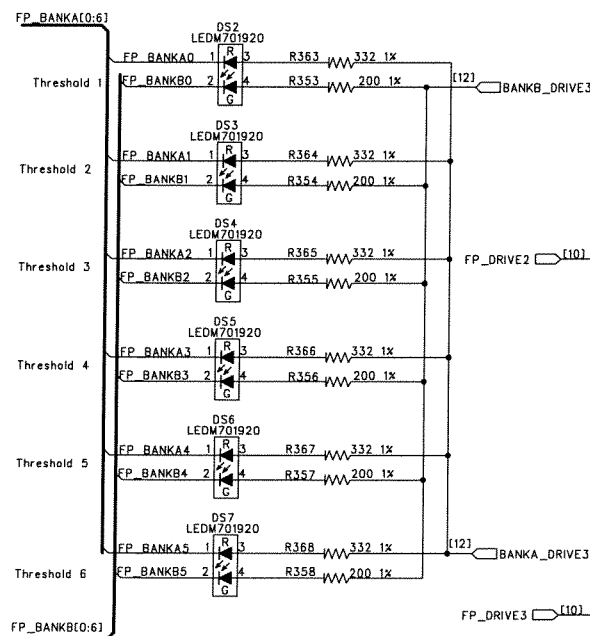 FP_BANKA[0:6]
DS2
LEDM701920
FP_BANKA0 1 R 3 R363 332 1%
Threshold 1
FP_BANKB0 2 G 4 R353 200 1%
[12] BANKB_DRIVE3
DS3
LEDM701920
FP_BANKA1 1 R 3 R364 332 1%
Threshold 2
FP_BANKB1 2 G 4 R354 200 1%
DS4
LEDM701920
FP_BANKA2 1 R 3 R365 332 1%
Threshold 3
FP_DRIVE2 [10]
FP_BANKB2 2 G 4 R355 200 1%
DS5
LEDM701920
FP_BANKA3 1 R 3 R366 332 1%
Threshold 4
FP_BANKB3 2 G 4 R356 200 1%
DS6
LEDM701920
FP_BANKA4 1 R 3 R367 332 1%
Threshold 5
FP_BANKB4 2 G 4 R357 200 1%
DS7
LEDM701920
FP_BANKA5 1 R 3 R368 332 1%
[12] BANKA_DRIVE3
Threshold 6
FP_BANKB5 2 G 4 R358 200 1%
FP_DRIVE3 [10]
FP_BANKB[0:6]